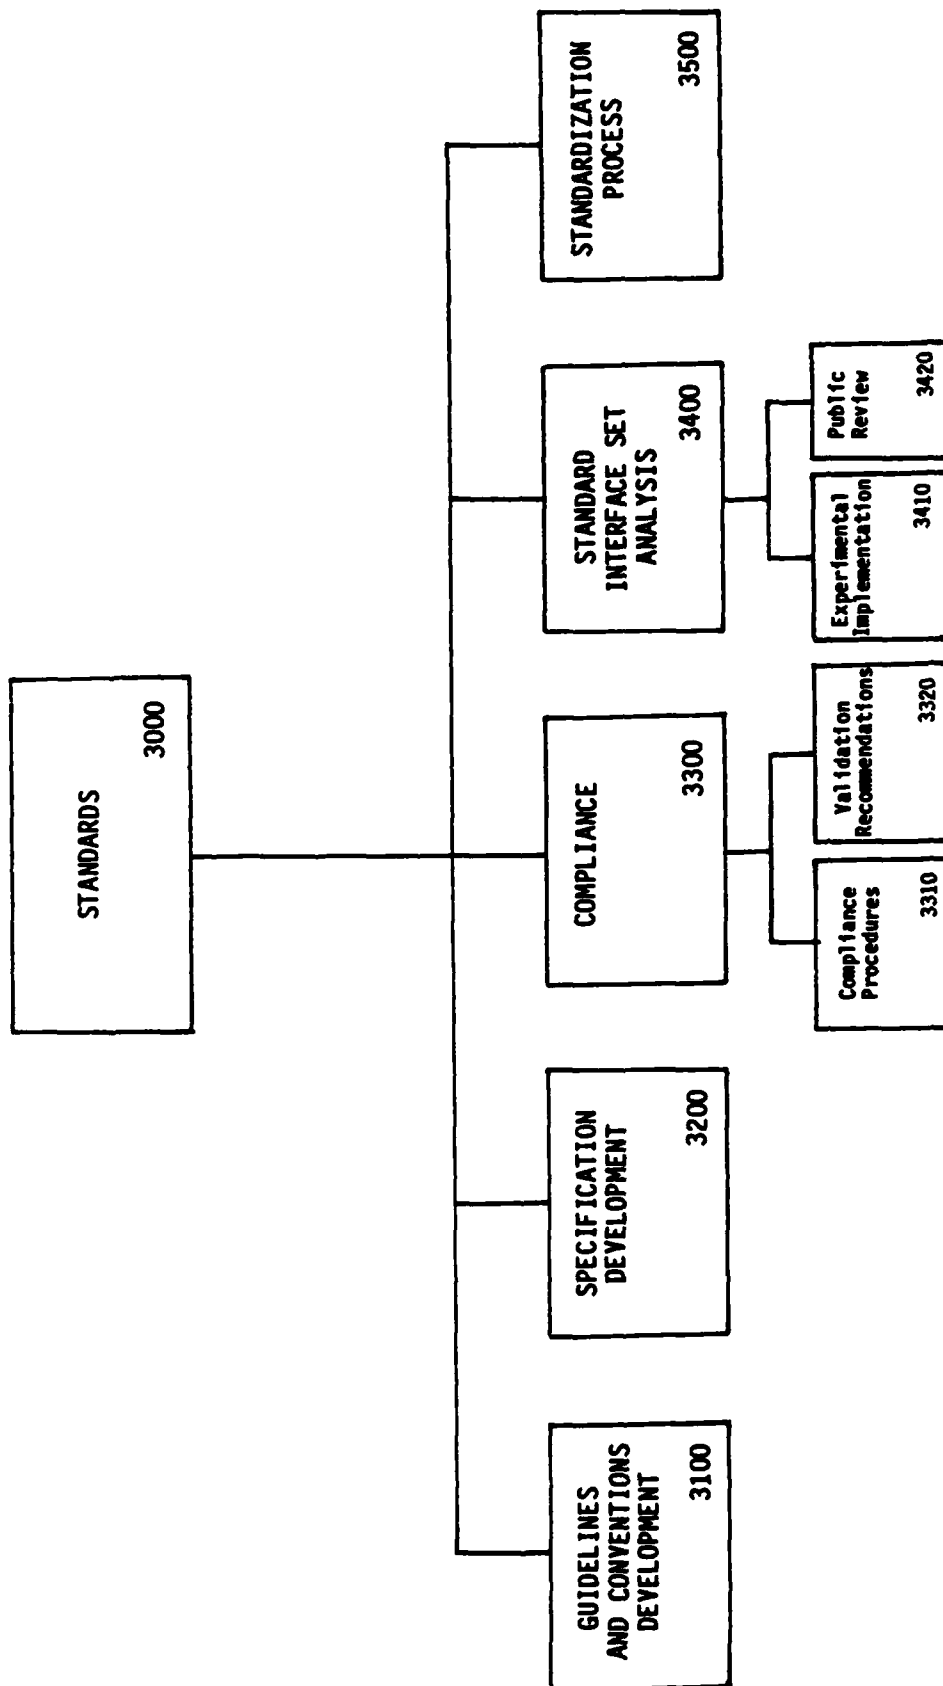 STANDARDS
3000
GUIDELINES
AND CONVENTIONS
DEVELOPMENT
3100
SPECIFICATION
DEVELOPMENT
3200
COMPLIANCE
3300
STANDARD
INTERFACE SET
ANALYSIS
3400
STANDARDIZATION
PROCESS
3500
Compliance
Procedures
3310
Validation
Recommendations
3320
Experimental
Implementation
3410
Public
Review
3420